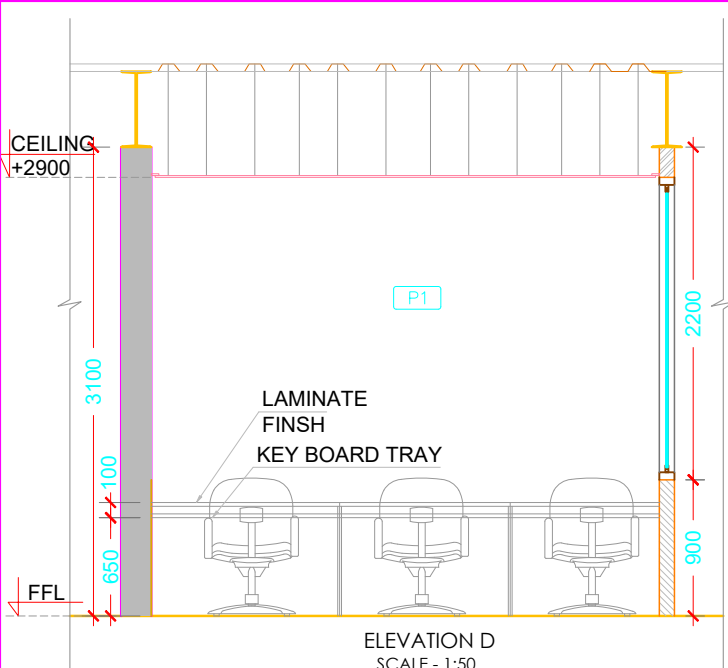 CEILING
+2900
P1
2200
3100
LAMINATE
FINSH
KEY BOARD TRAY
100
650
900
FFL
ELEVATION D
SCALE - 1:50